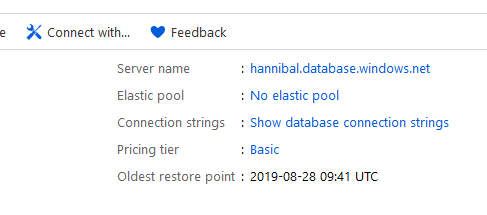 e Connect with... Feedback
Server name : hannibal.database.windows.net
Elastic pool : No elastic pool
Connection strings : Show database connection strings
Pricing tier : Basic
Oldest restore point : 2019-08-28 09:41 UTC